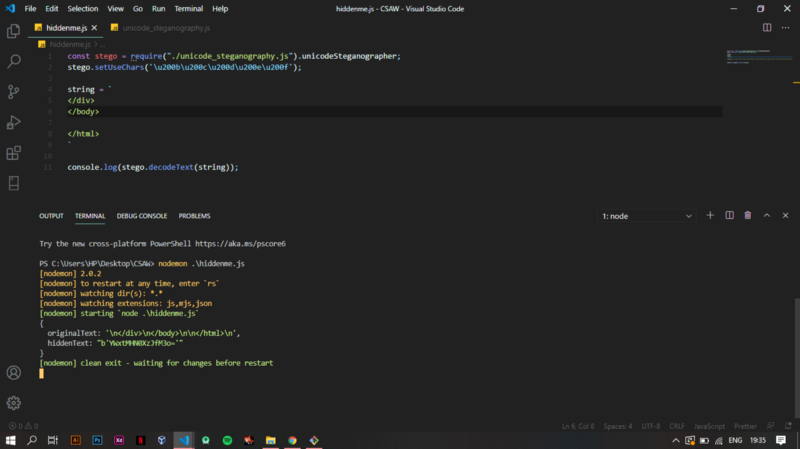 File Edit Selection View Go Run Terminal Help hiddenme.js - CSAW - Visual Studio Code
hiddenme.js unicode_steganography.js
hiddenme.js > ...
1 const stego = require("./unicode_steganography.js").unicodeSteganographer;
2 stego.setUseChars('\u200b\u200c\u200d\u200e\u200f');
3
4 string = `
5 </div>
6 </body>
7
8 </html>
9 `
10
11 console.log(stego.decodeText(string));
OUTPUT TERMINAL DEBUG CONSOLE PROBLEMS 1: node
Try the new cross-platform PowerShell https://aka.ms/pscore6
PS C:\Users\HP\Desktop\CSAW> nodemon .\hiddenme.js
[nodemon] 2.0.2
[nodemon] to restart at any time, enter `rs`
[nodemon] watching dir(s): *.*
[nodemon] watching extensions: js,mjs,json
[nodemon] starting `node .\hiddenme.js`
{
originalText: '\n</div>\n</body>\n\n</html>\n',
hiddenText: "b'YWxtMHN0XzJfM3o='"
}
[nodemon] clean exit - waiting for changes before restart
0 0 Ln 6, Col 8 Spaces: 4 UTF-8 CRLF JavaScript Prettier
Ai Ps Xd N ENG 19:35